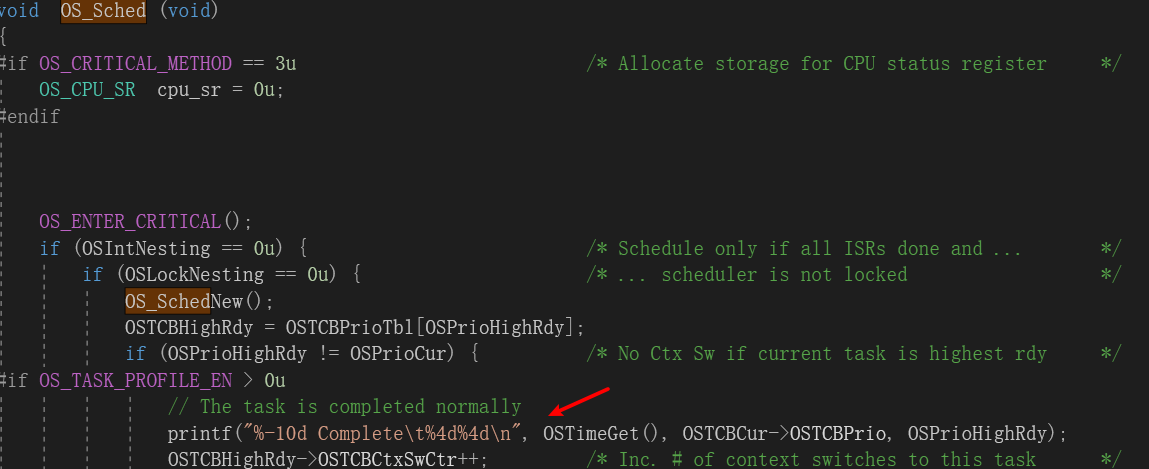 void  OS_Sched (void)
{
#if OS_CRITICAL_METHOD == 3u                           /* Allocate storage for CPU status register     */
    OS_CPU_SR  cpu_sr = 0u;
#endif
    OS_ENTER_CRITICAL();
    if (OSIntNesting == 0u) {                          /* Schedule only if all ISRs done and ...       */
        if (OSLockNesting == 0u) {                     /* ... scheduler is not locked                  */
            OS_SchedNew();
            OSTCBHighRdy = OSTCBPrioTbl[OSPrioHighRdy];
            if (OSPrioHighRdy != OSPrioCur) {          /* No Ctx Sw if current task is highest rdy     */
#if OS_TASK_PROFILE_EN > 0u
                // The task is completed normally
                printf("%-10d Complete\t%4d%4d\n", OSTimeGet(), OSTCBCur->OSTCBPrio, OSPrioHighRdy);
                OSTCBHighRdy->OSTCBCtxSwCtr++;         /* Inc. # of context switches to this task      */